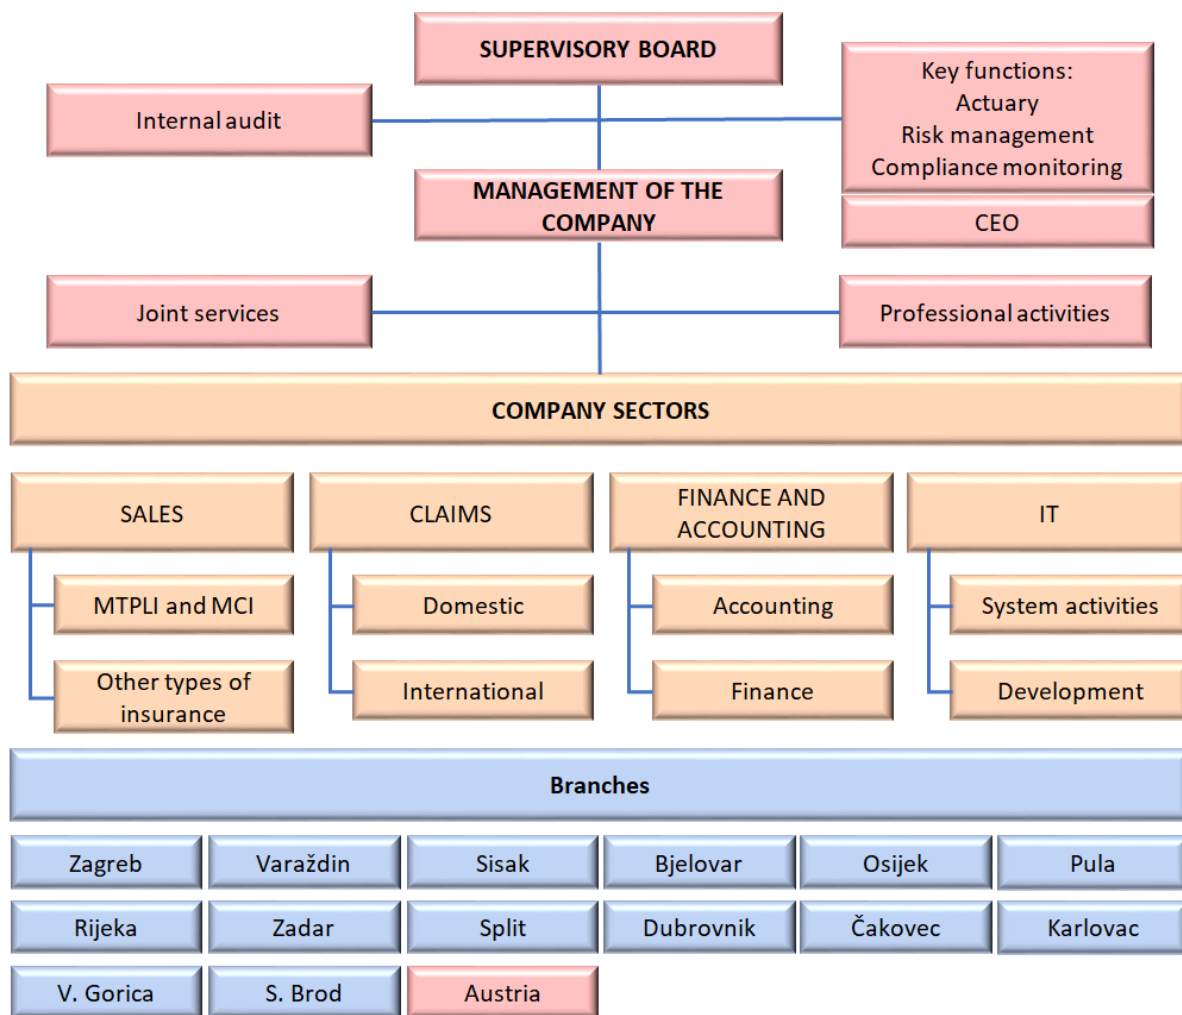 SUPERVISORY BOARD
Internal audit
Key functions:
Actuary
Risk management
Compliance monitoring
MANAGEMENT OF THE
COMPANY
CEO
Joint services
Professional activities
COMPANY SECTORS
SALES
CLAIMS
FINANCE AND
ACCOUNTING
IT
MTPLI and MCI
Domestic
Accounting
System activities
Other types of
insurance
International
Finance
Development
Branches
Zagreb
Varaždin
Sisak
Bjelovar
Osijek
Pula
Rijeka
Zadar
Split
Dubrovnik
Čakovec
Karlovac
V. Gorica
S. Brod
Austria